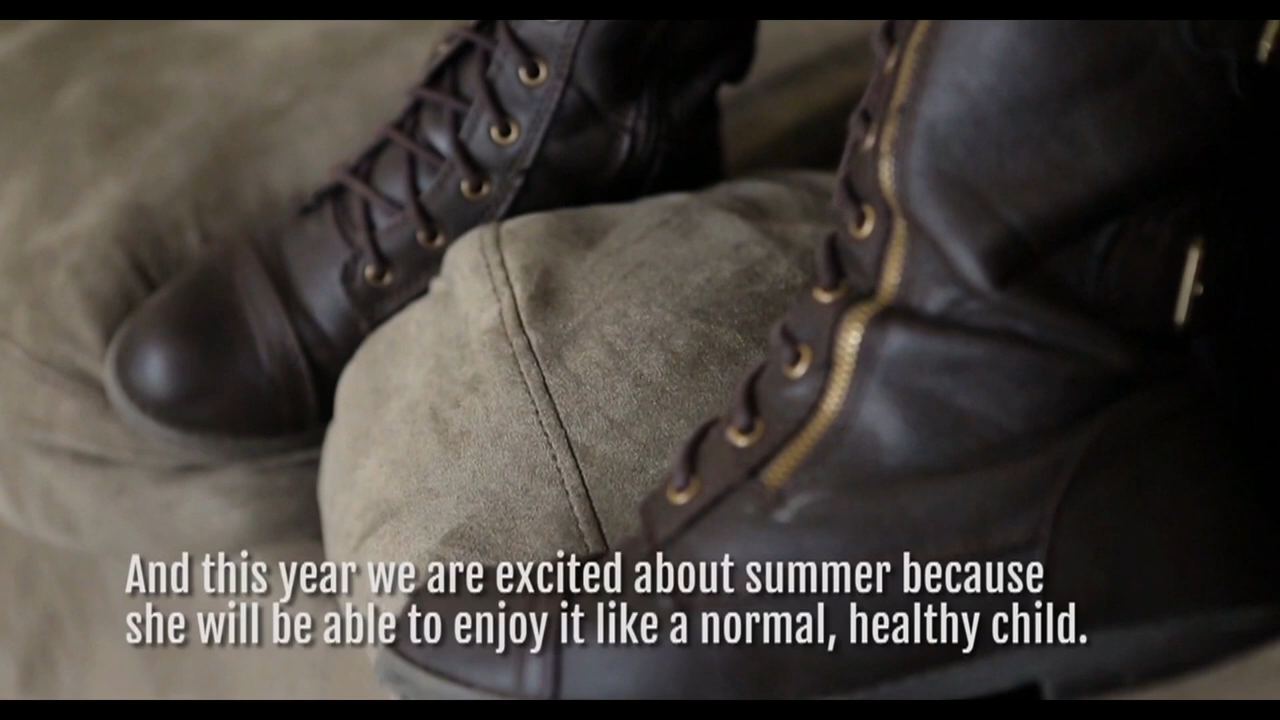 And this year we are excited about summer because
she will be able to enjoy it like a normal, healthy child.